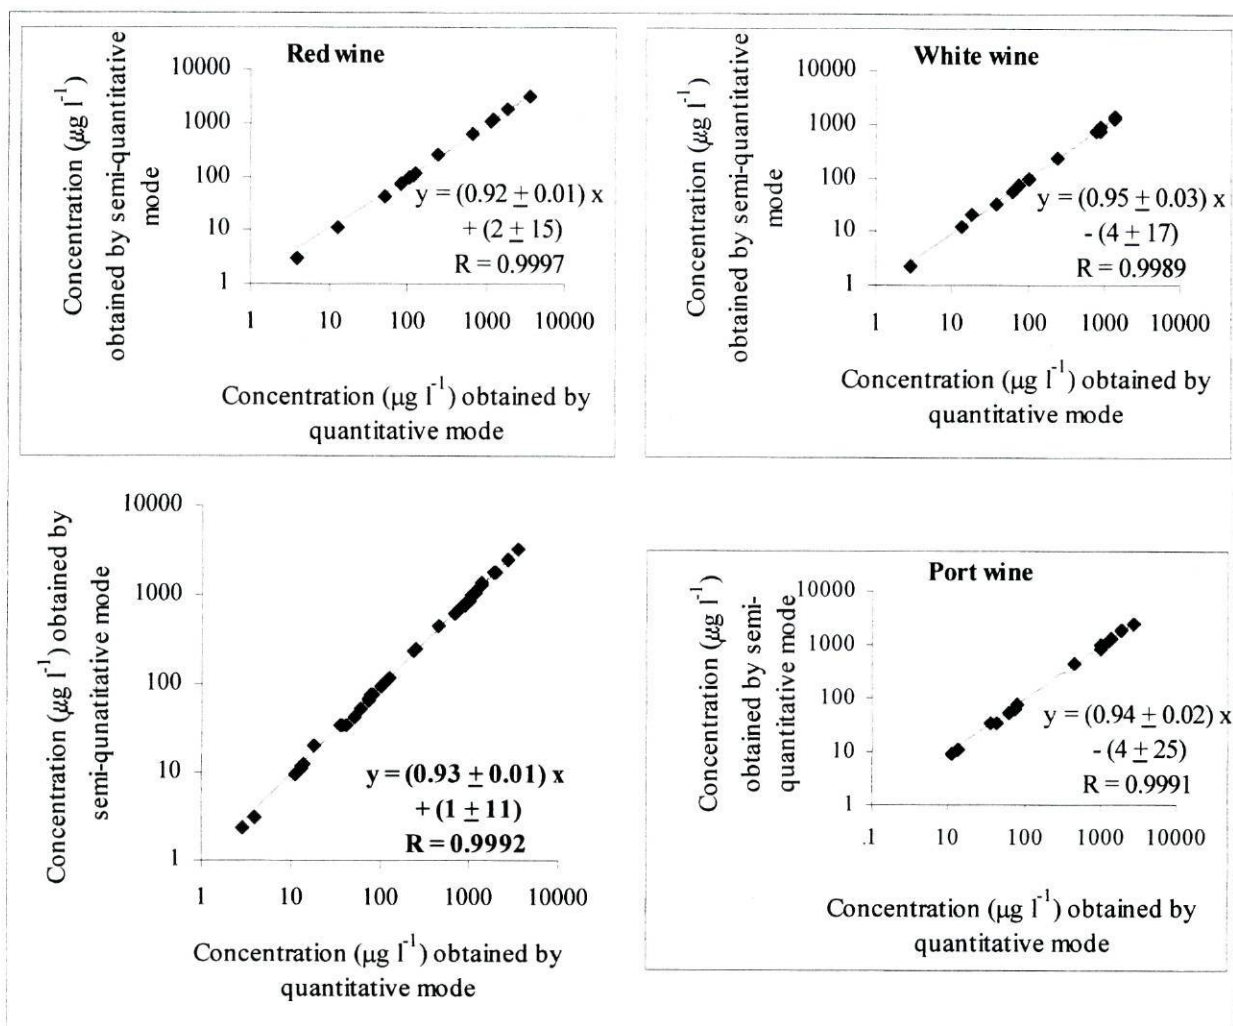 Red wine
Concentration (µg l-1)
obtained by semi-quantitative
mode
10000
1000
100
10
1
y = (0.92 ± 0.01) x
+ (2 ± 15)
R = 0.9997
1 10 100 1000 10000
Concentration (µg l-1) obtained by
quantitative mode
White wine
Concentration (µg l-1)
obtained by semi-quantitative
mode
10000
1000
100
10
1
y = (0.95 ± 0.03) x
- (4 ± 17)
R = 0.9989
1 10 100 1000 10000
Concentration (µg l-1) obtained by
quantitative mode
Concentration (µg l-1) obtained by
semi-qunatitative mode
10000
1000
100
10
1
y = (0.93 ± 0.01) x
+ (1 ± 11)
R = 0.9992
1 10 100 1000 10000
Concentration (µg l-1) obtained by
quantitative mode
Port wine
Concentration (µg l-1)
obtained by semi-
quantitative mode
10000
1000
100
10
1
y = (0.94 ± 0.02) x
- (4 ± 25)
R = 0.9991
.1 10 100 1000 10000
Concentration (µg l-1) obtained by
quantitative mode